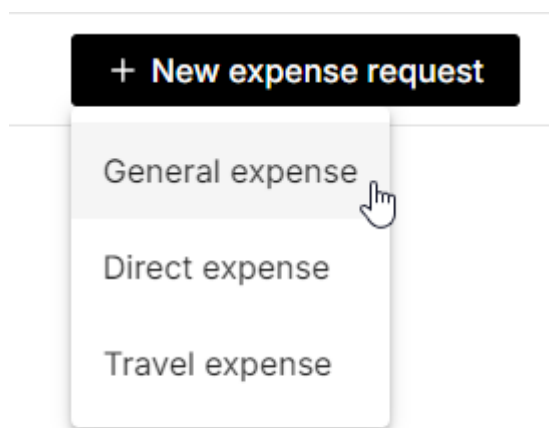 + New expense request
General expense
Direct expense
Travel expense